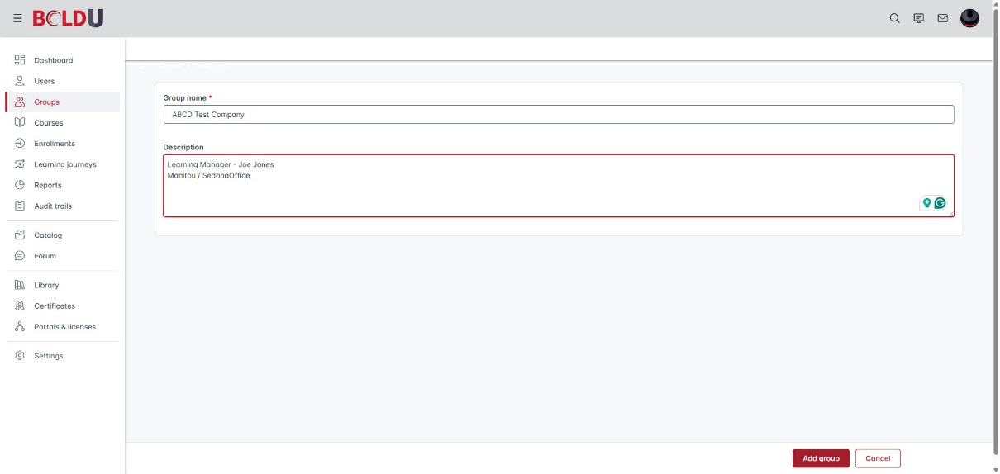 BOLDU
Dashboard
Users
Groups
Courses
Enrollments
Learning journeys
Reports
Audit trails
Catalog
Forum
Library
Certificates
Portals & licenses
Settings
Group name *
ABCD Test Company
Description
Learning Manager - Joe Jones
Manitou / SedonaOffice
Add group
Cancel